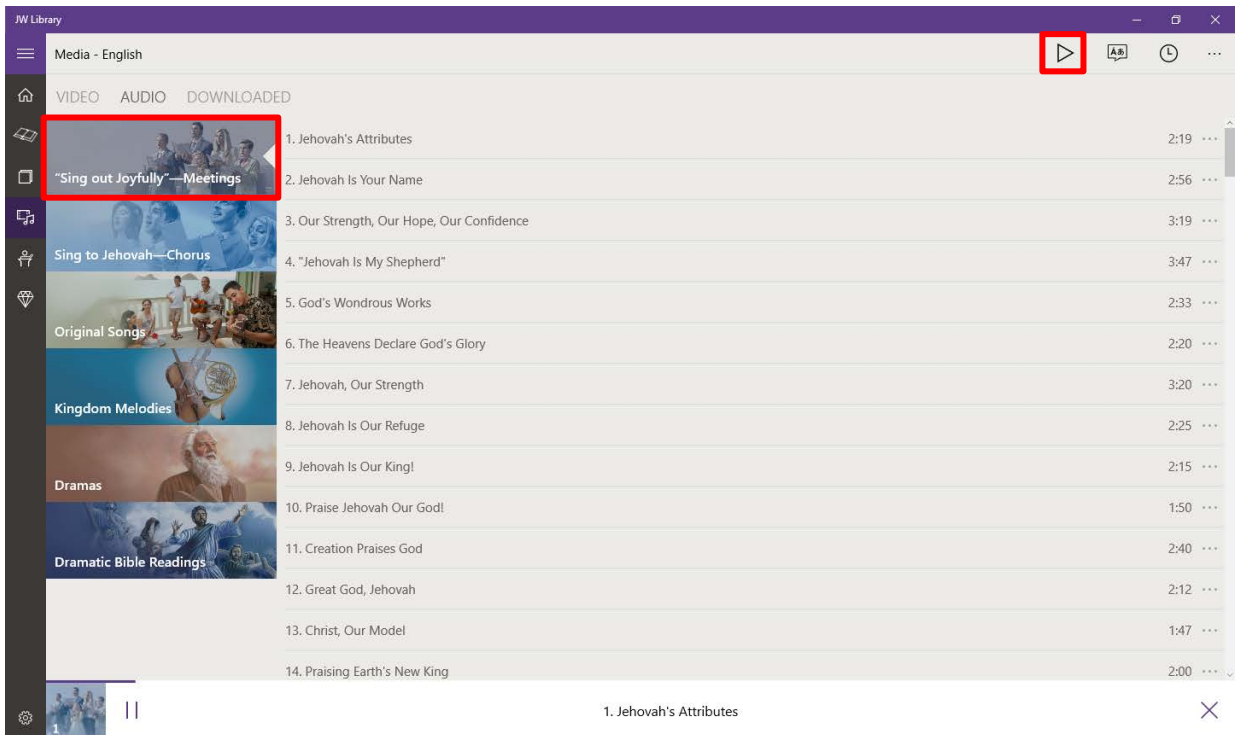 JW Library
Media - English
VIDEO AUDIO DOWNLOADED
"Sing out Joyfully"—Meetings
Sing to Jehovah—Chorus
Original Songs
Kingdom Melodies
Dramas
Dramatic Bible Readings
1. Jehovah's Attributes 2:19
2. Jehovah Is Your Name 2:56
3. Our Strength, Our Hope, Our Confidence 3:19
4. "Jehovah Is My Shepherd" 3:47
5. God's Wondrous Works 2:33
6. The Heavens Declare God's Glory 2:20
7. Jehovah, Our Strength 3:20
8. Jehovah Is Our Refuge 2:25
9. Jehovah Is Our King! 2:15
10. Praise Jehovah Our God! 1:50
11. Creation Praises God 2:40
12. Great God, Jehovah 2:12
13. Christ, Our Model 1:47
14. Praising Earth's New King 2:00
1
1. Jehovah's Attributes